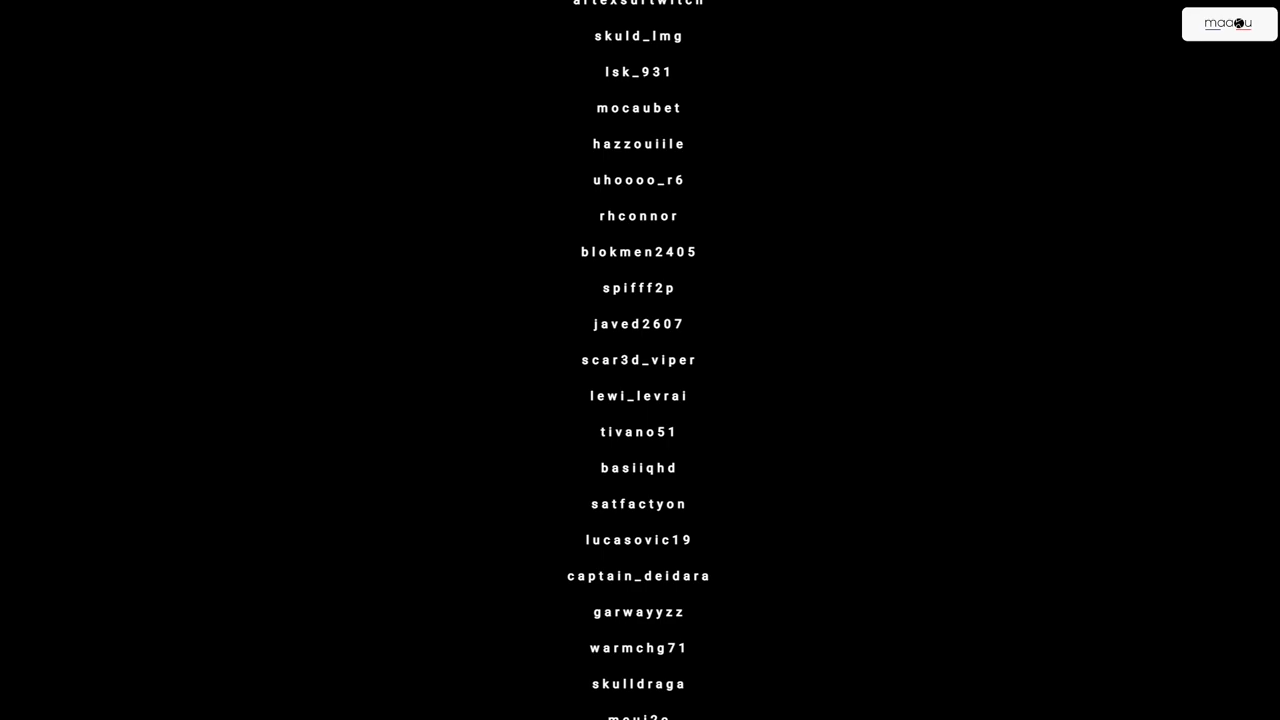 skuld_lmg
lsk_931
mocaubet
hazzouiile
uhoooo_r6
rhconnor
blokmen2405
spifff2p
javed2607
scar3d_viper
lewi_levrai
tivano51
basiiqhd
satfactyon
lucasovic19
captain_deidara
garwayyzz
warmchg71
skulldraga